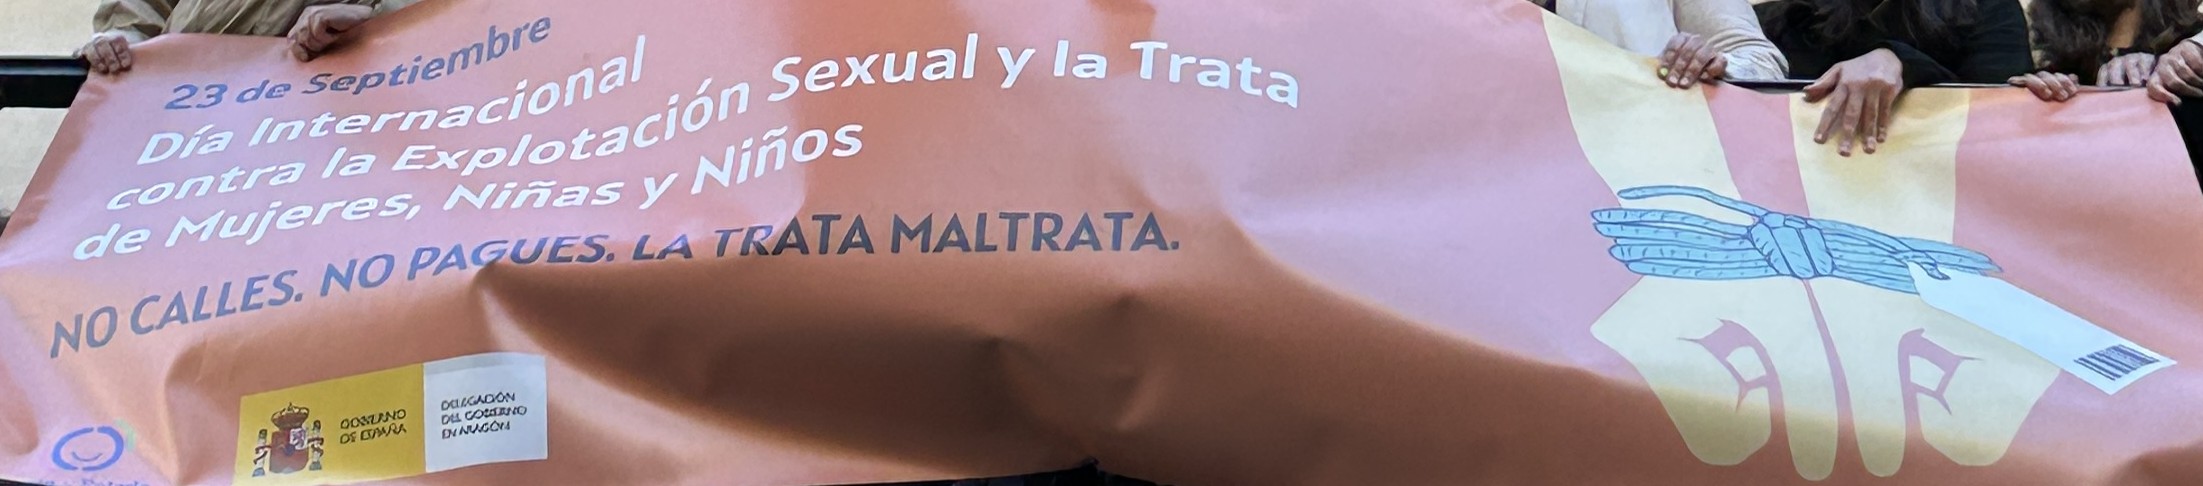 23 de Septiembre
Día Internacional
contra la Explotación Sexual y la Trata
de Mujeres, Niñas y Niños
NO CALLES. NO PAGUES. LA TRATA MALTRATA.
GOBIERNO
DE ESPAÑA
DELEGACIÓN
DEL GOBIERNO
EN ARAGÓN